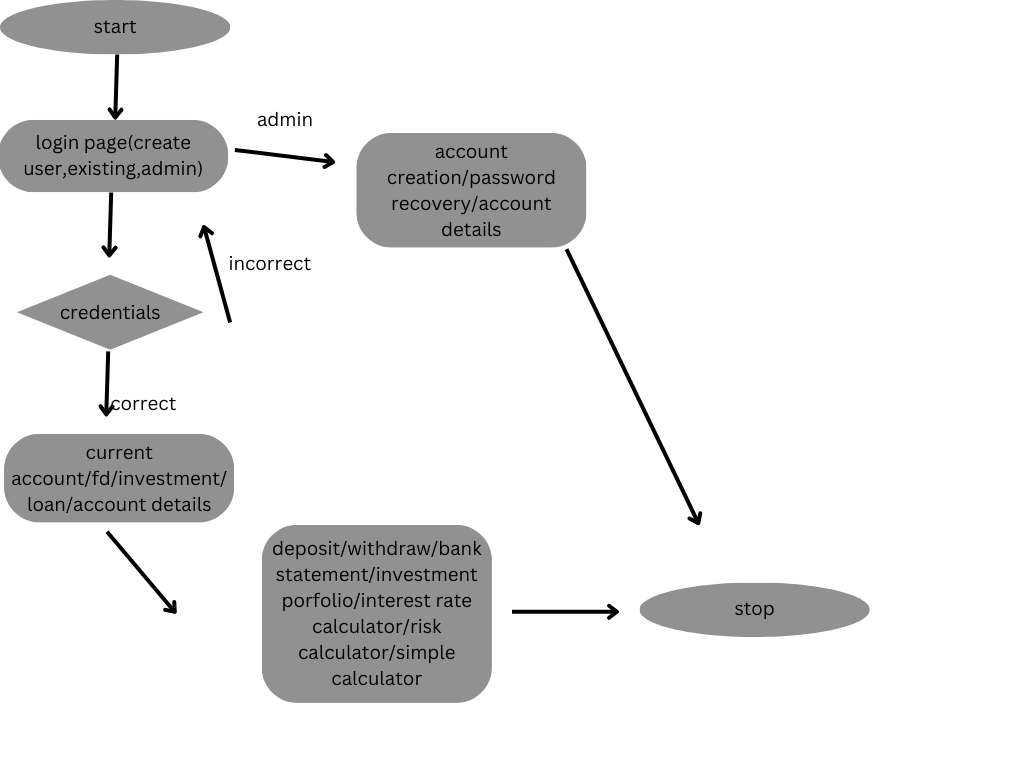 start
login page(create
user,existing,admin)
admin
account
creation/password
recovery/account
details
incorrect
credentials
correct
current
account/fd/investment/
loan/account details
deposit/withdraw/bank
statement/investment
porfolio/interest rate
calculator/risk
calculator/simple
calculator
stop